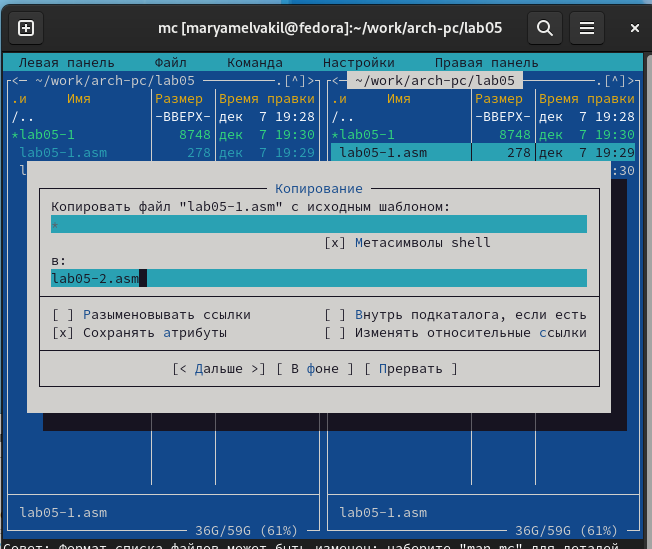 mc [maryamelvakil@fedora]:~/work/arch-pc/lab05
Левая панель Файл Команда Настройки Правая панель
<— ~/work/arch-pc/lab05 .[^]> <— ~/work/arch-pc/lab05 .[^]>
.и Имя Размер Время правки .и Имя Размер Время правки
/.. -ВВЕРХ- дек 7 19:28 /.. -ВВЕРХ- дек 7 19:28
*lab05-1 8748 дек 7 19:30 *lab05-1 8748 дек 7 19:30
lab05-1.asm 278 дек 7 19:29 lab05-1.asm 278 дек 7 19:29
:30
Копирование
Копировать файл "lab05-1.asm" с исходным шаблоном:
*
[x] Метасимволы shell
в:
lab05-2.asm
[ ] Разыменовывать ссылки [ ] Внутрь подкаталога, если есть
[x] Сохранять атрибуты [ ] Изменять относительные ссылки
[< Дальше >] [ В фоне ] [ Прервать ]
lab05-1.asm lab05-1.asm
36G/59G (61%) 36G/59G (61%)
Совет: Формат списка файлов может быть изменен; наберите "man mc" для деталей